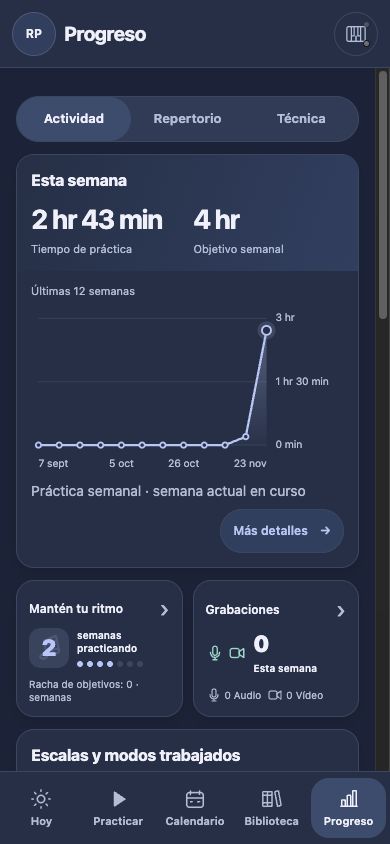 RP
Progreso
Actividad
Repertorio
Técnica
Esta semana
2 hr 43 min
4 hr
Tiempo de práctica
Objetivo semanal
Últimas 12 semanas
3 hr
1 hr 30 min
0 min
7 sept
5 oct
26 oct
23 nov
Práctica semanal · semana actual en curso
Más detalles →
Mantén tu ritmo
2
semanas
practicando
Racha de objetivos: 0 ·
semanas
Grabaciones
0
Esta semana
0 Audio
0 Vídeo
Escalas y modos trabajados
Hoy
Practicar
Calendario
Biblioteca
Progreso